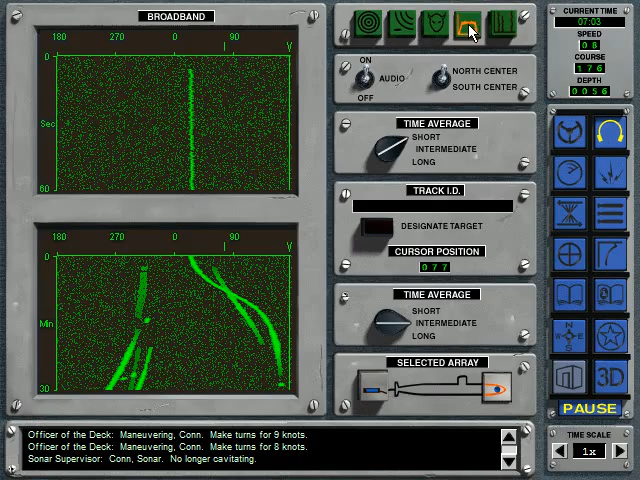 BROADBAND
180 270 0 90 V
0
Sec
60
180 270 0 90 V
0
Min
30
ON
AUDIO
OFF
NORTH CENTER
SOUTH CENTER
TIME AVERAGE
SHORT
INTERMEDIATE
LONG
TRACK I.D.
DESIGNATE TARGET
CURSOR POSITION
077
TIME AVERAGE
SHORT
INTERMEDIATE
LONG
SELECTED ARRAY
CURRENT TIME
07:03
SPEED
08
COURSE
176
DEPTH
0056
N
W E
S
3D
PAUSE
TIME SCALE
1x
Officer of the Deck: Maneuvering, Conn. Make turns for 9 knots.
Officer of the Deck: Maneuvering, Conn. Make turns for 8 knots.
Sonar Supervisor: Conn, Sonar. No longer cavitating.